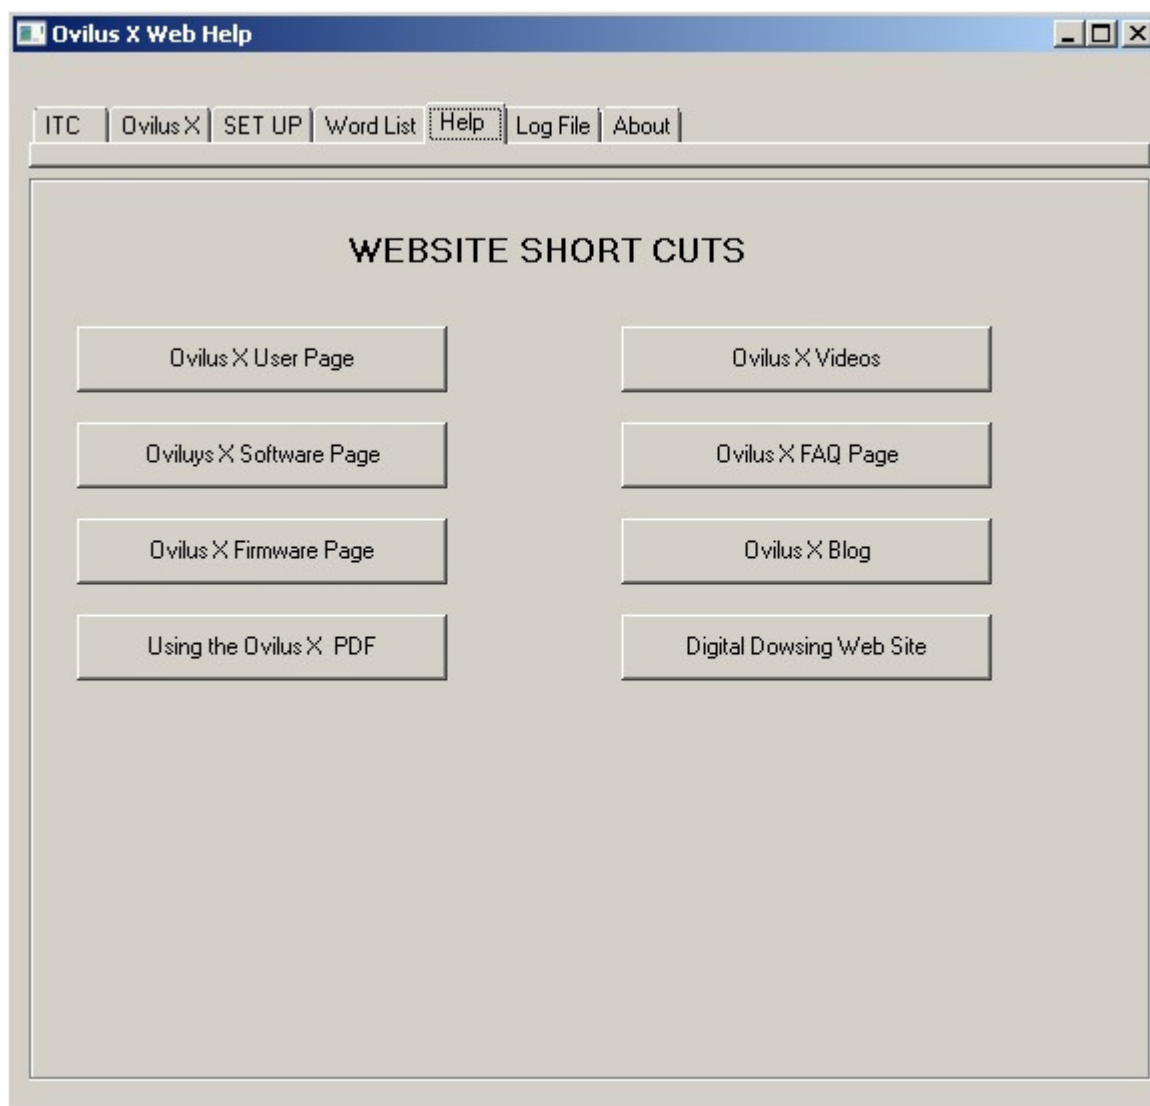 Ovilus X Web Help
ITC Ovilus X SET UP Word List Help Log File About
WEBSITE SHORT CUTS
Ovilus X User Page Ovilus X Videos
Oviluys X Software Page Ovilus X FAQ Page
Ovilus X Firmware Page Ovilus X Blog
Using the Ovilus X PDF Digital Dowsing Web Site